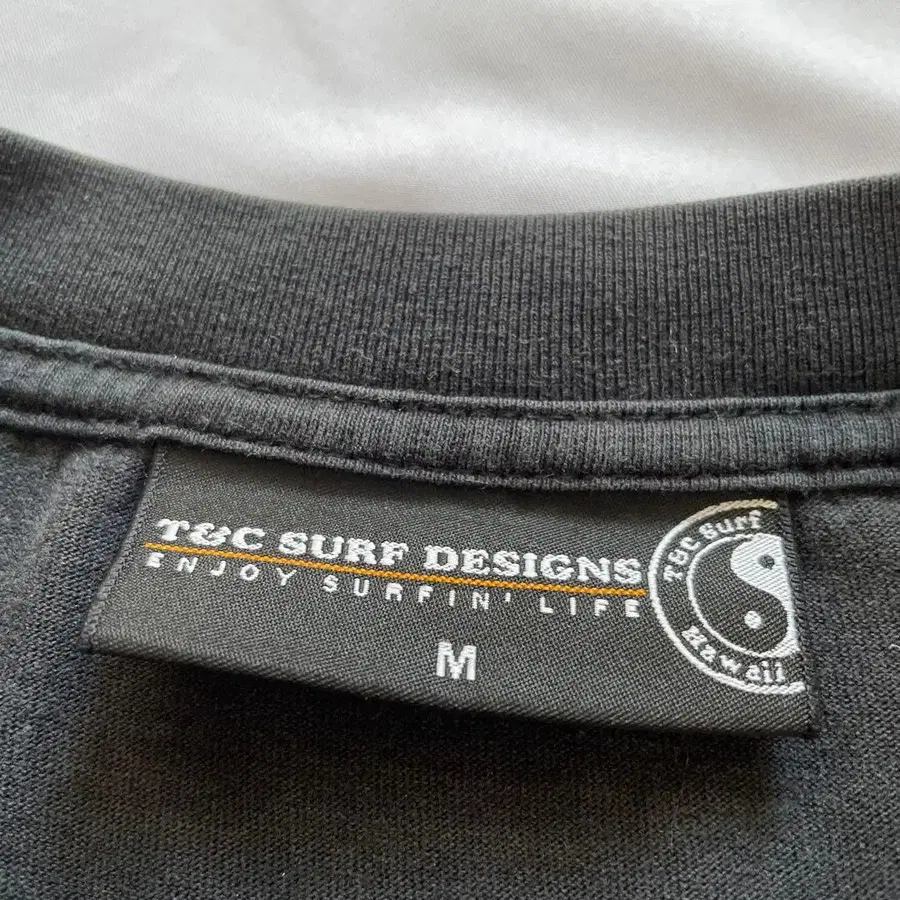 T&C SURF DESIGNS
ENJOY SURFIN' LIFE
M
T&C Surf
Hawaii